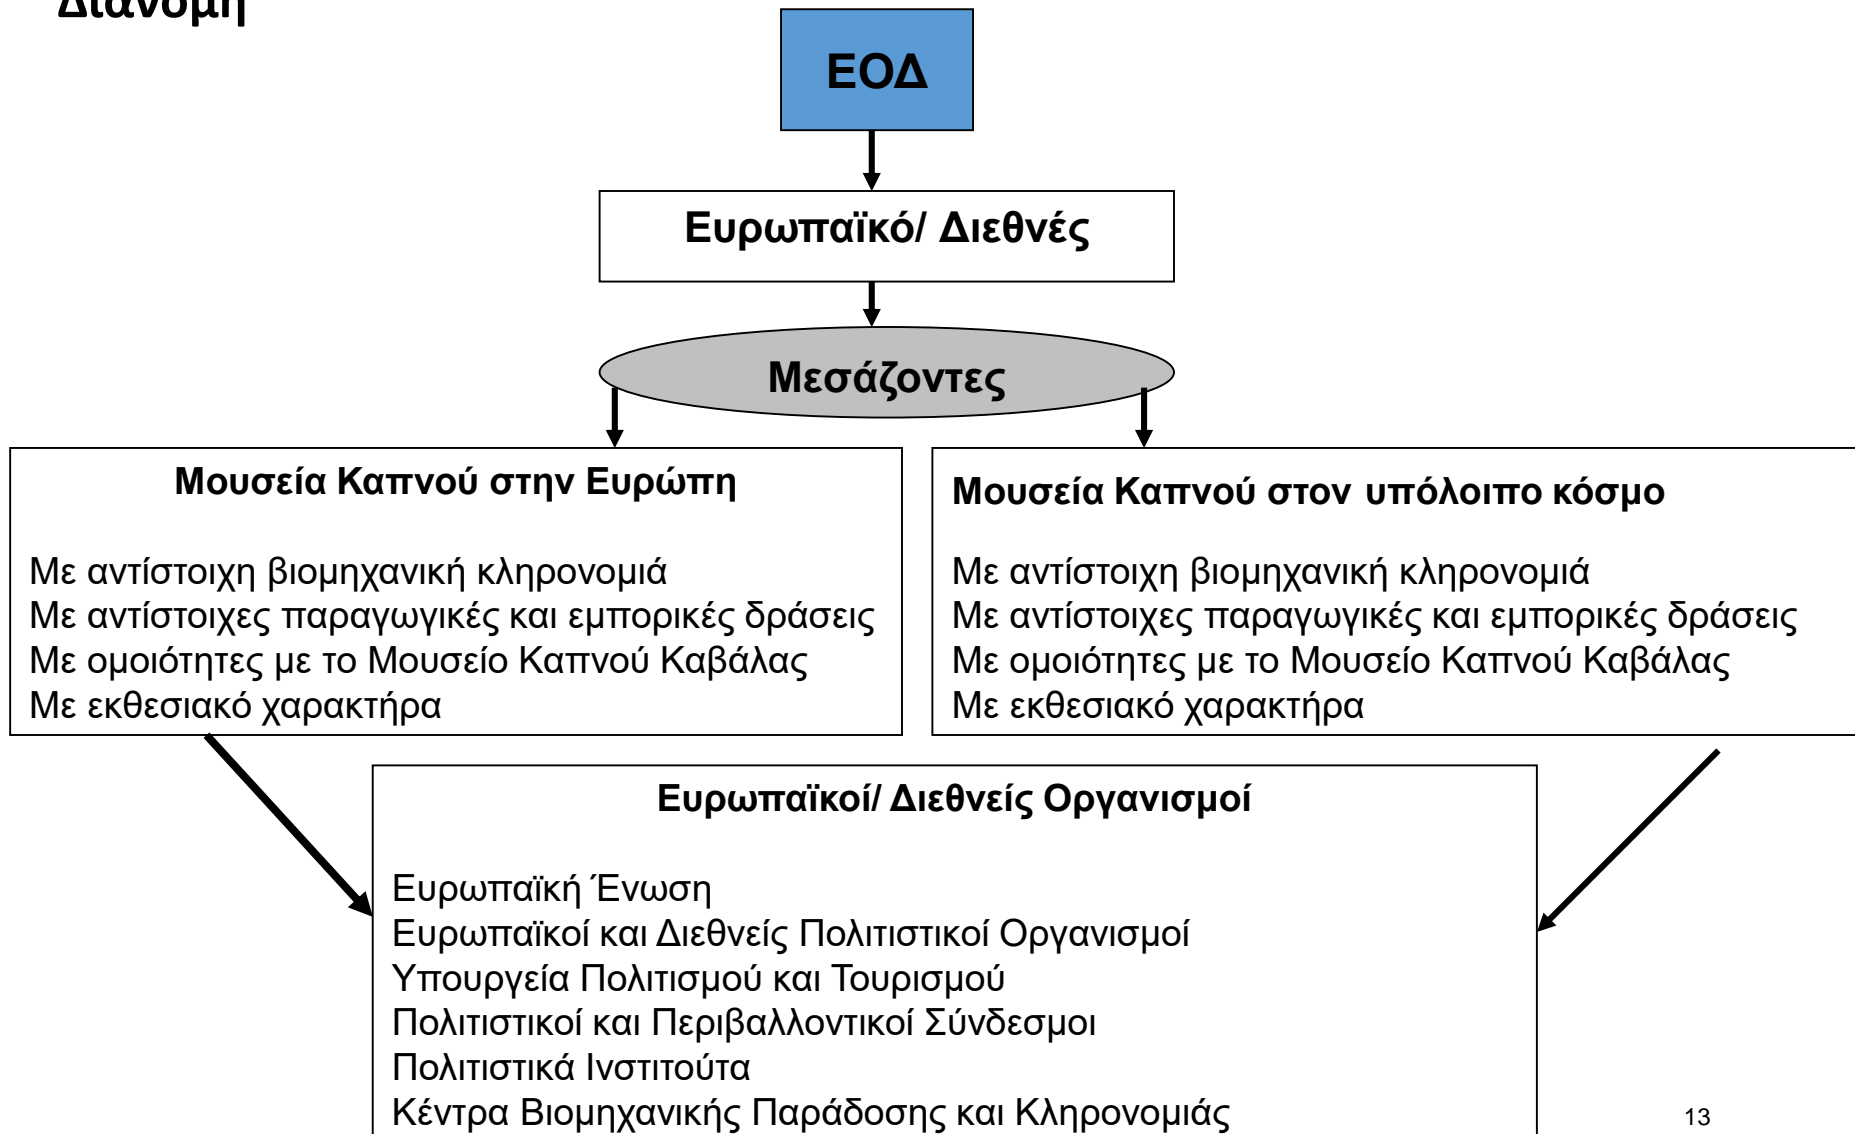 Διανομή
ΕΟΔ
Ευρωπαϊκό/ Διεθνές
Μεσάζοντες
Μουσεία Καπνού στην Ευρώπη
Με αντίστοιχη βιομηχανική κληρονομιά
Με αντίστοιχες παραγωγικές και εμπορικές δράσεις
Με ομοιότητες με το Μουσείο Καπνού Καβάλας
Με εκθεσιακό χαρακτήρα
Μουσεία Καπνού στον υπόλοιπο κόσμο
Με αντίστοιχη βιομηχανική κληρονομιά
Με αντίστοιχες παραγωγικές και εμπορικές δράσεις
Με ομοιότητες με το Μουσείο Καπνού Καβάλας
Με εκθεσιακό χαρακτήρα
Ευρωπαϊκοί/ Διεθνείς Οργανισμοί
Ευρωπαϊκή Ένωση
Ευρωπαϊκοί και Διεθνείς Πολιτιστικοί Οργανισμοί
Υπουργεία Πολιτισμού και Τουρισμού
Πολιτιστικοί και Περιβαλλοντικοί Σύνδεσμοι
Πολιτιστικά Ινστιτούτα
Κέντρα Βιομηχανικής Παράδοσης και Κληρονομιάς
13